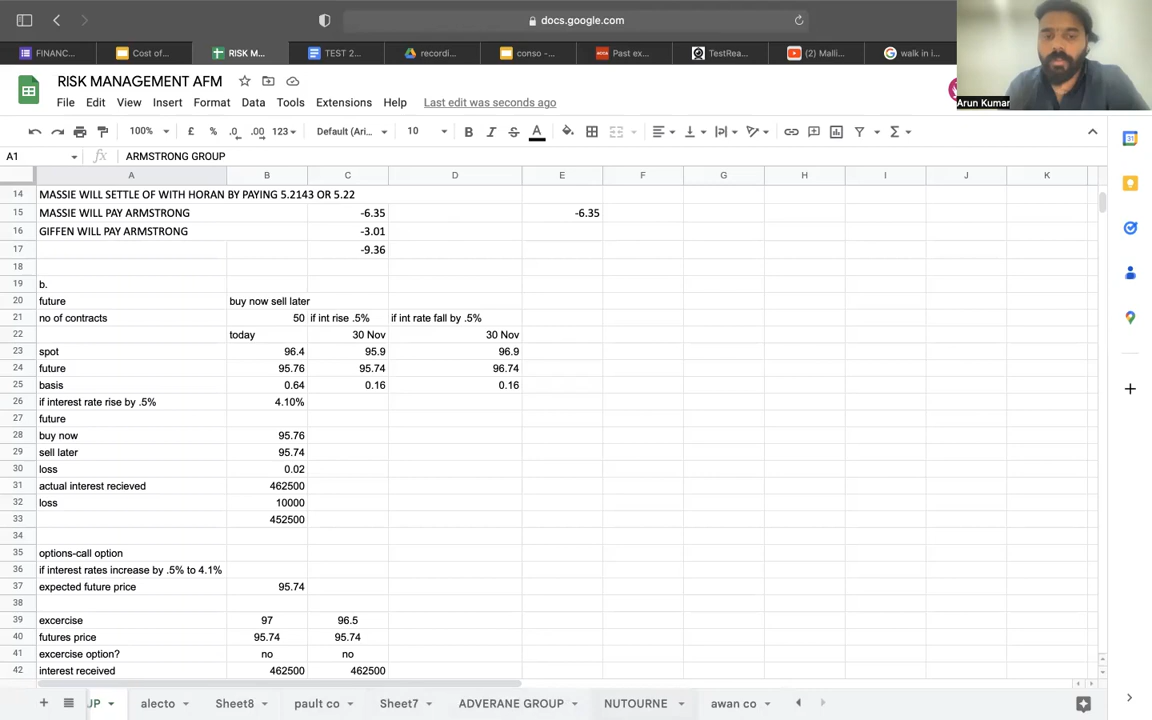 docs.google.com
FINANC...
Cost of...
RISK M...
TEST 2...
recordi...
conso -...
Past ex...
TestRea...
(2) Malli...
walk in i...
RISK MANAGEMENT AFM
File Edit View Insert Format Data Tools Extensions Help Last edit was seconds ago
Arun Kumar
100% £ % .0 .00 123 Default (Ari... 10 B I S A
A1 fx ARMSTRONG GROUP
A B C D E F G H I J K
14 MASSIE WILL SETTLE OF WITH HORAN BY PAYING 5.2143 OR 5.22
15 MASSIE WILL PAY ARMSTRONG -6.35 -6.35
16 GIFFEN WILL PAY ARMSTRONG -3.01
17 -9.36
18
19 b.
20 future buy now sell later
21 no of contracts 50 if int rise .5% if int rate fall by .5%
22 today 30 Nov 30 Nov
23 spot 96.4 95.9 96.9
24 future 95.76 95.74 96.74
25 basis 0.64 0.16 0.16
26 if interest rate rise by .5% 4.10%
27 future
28 buy now 95.76
29 sell later 95.74
30 loss 0.02
31 actual interest recieved 462500
32 loss 10000
33 452500
34
35 options-call option
36 if interest rates increase by .5% to 4.1%
37 expected future price 95.74
38
39 excercise 97 96.5
40 futures price 95.74 95.74
41 excercise option? no no
42 interest received 462500 462500
UP alecto Sheet8 pault co Sheet7 ADVERANE GROUP NUTOURNE awan co